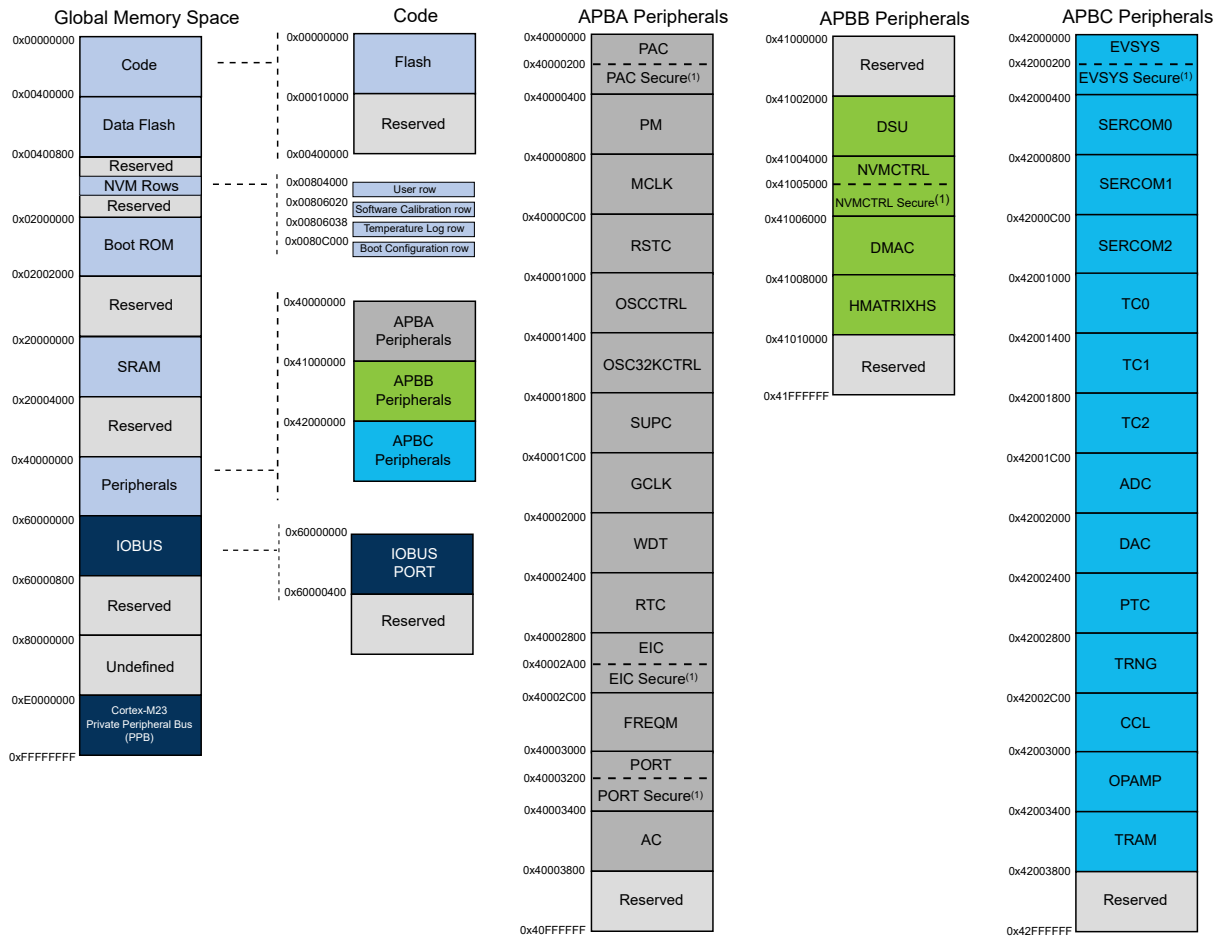 Global Memory Space
0x00000000
Code
0x00400000
Data Flash
0x00400800
Reserved
NVM Rows
Reserved
0x02000000
Boot ROM
0x02002000
Reserved
0x20000000
SRAM
0x20004000
Reserved
0x40000000
Peripherals
0x60000000
IOBUS
0x60000800
Reserved
0x80000000
Undefined
0xE0000000
Cortex-M23
Private Peripheral Bus
(PPB)
0xFFFFFFFF
Code
0x00000000
Flash
0x00010000
Reserved
0x00400000
0x00804000
User row
0x00806020
Software Calibration row
0x00806038
Temperature Log row
0x0080C000
Boot Configuration row
0x40000000
APBA
Peripherals
0x41000000
APBB
Peripherals
0x42000000
APBC
Peripherals
0x60000000
IOBUS
PORT
0x60000400
Reserved
APBA Peripherals
0x40000000
PAC
0x40000200
PAC Secure(1)
0x40000400
PM
0x40000800
MCLK
0x40000C00
RSTC
0x40001000
OSCCTRL
0x40001400
OSC32KCTRL
0x40001800
SUPC
0x40001C00
GCLK
0x40002000
WDT
0x40002400
RTC
0x40002800
EIC
0x40002A00
EIC Secure(1)
0x40002C00
FREQM
0x40003000
PORT
0x40003200
PORT Secure(1)
0x40003400
AC
0x40003800
Reserved
0x40FFFFFF
APBB Peripherals
0x41000000
Reserved
0x41002000
DSU
0x41004000
NVMCTRL
0x41005000
NVMCTRL Secure(1)
0x41006000
DMAC
0x41008000
HMATRIXHS
0x41010000
Reserved
0x41FFFFFF
APBC Peripherals
0x42000000
EVSYS
0x42000200
EVSYS Secure(1)
0x42000400
SERCOM0
0x42000800
SERCOM1
0x42000C00
SERCOM2
0x42001000
TC0
0x42001400
TC1
0x42001800
TC2
0x42001C00
ADC
0x42002000
DAC
0x42002400
PTC
0x42002800
TRNG
0x42002C00
CCL
0x42003000
OPAMP
0x42003400
TRAM
0x42003800
Reserved
0x42FFFFFF